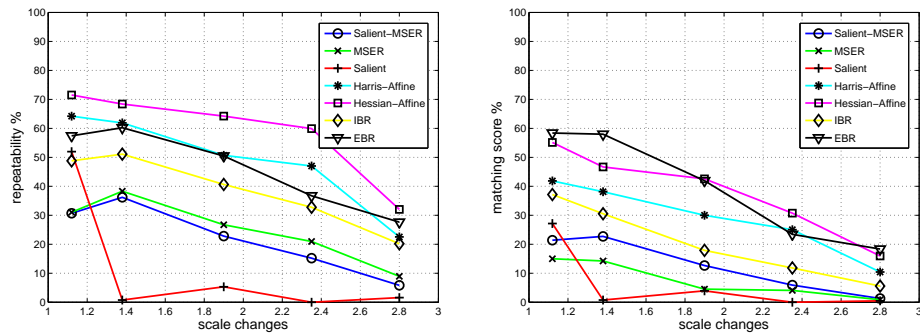 100
90
80
70
60
50
40
30
20
10
0
repeatability %
1
1.2
1.4
1.6
1.8
2
2.2
2.4
2.6
2.8
3
scale changes
Salient−MSER
MSER
Salient
Harris−Affine
Hessian−Affine
IBR
EBR
100
90
80
70
60
50
40
30
20
10
0
matching score %
1
1.2
1.4
1.6
1.8
2
2.2
2.4
2.6
2.8
3
scale changes
Salient−MSER
MSER
Salient
Harris−Affine
Hessian−Affine
IBR
EBR